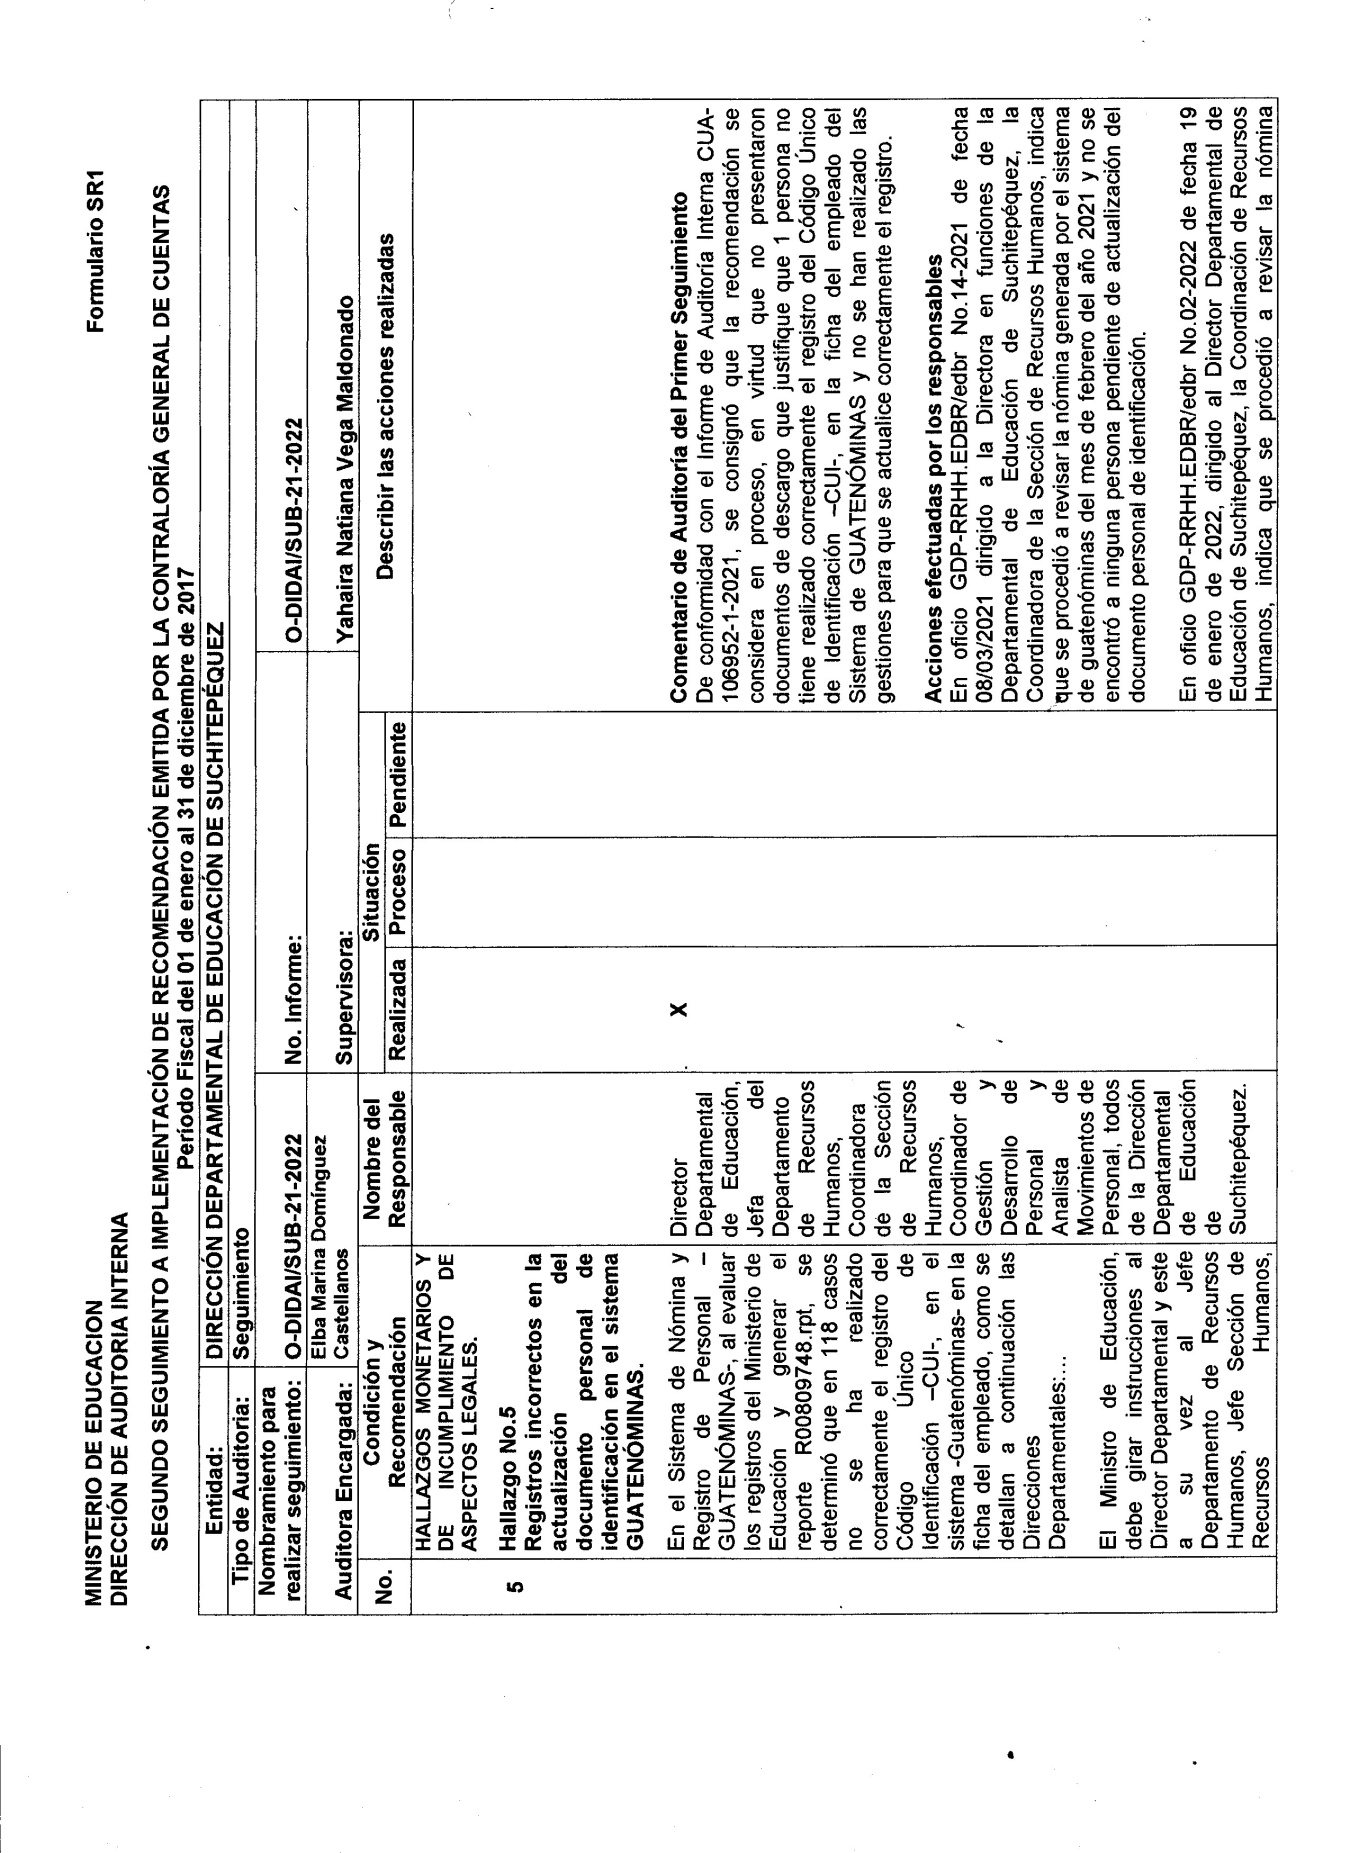 MINISTERIO DE EDUCACION
DIRECCIÓN DE AUDITORIA INTERNA
Formulario SR1
SEGUNDO SEGUIMIENTO A IMPLEMENTACIÓN DE RECOMENDACIÓN EMITIDA POR LA CONTRALORÍA GENERAL DE CUENTAS
Período Fiscal del 01 de enero al 31 de diciembre de 2017
Entidad: DIRECCIÓN DEPARTAMENTAL DE EDUCACIÓN DE SUCHITEPÉQUEZ
Tipo de Auditoria: Seguimiento
Nombramiento para
realizar seguimiento: O-DIDAI/SUB-21-2022 No. Informe: O-DIDAI/SUB-21-2022
Auditora Encargada: Elba Marina Domínguez
Castellanos
Supervisora: Yahaira Natiana Vega Maldonado
No.
Condición y
Recomendación
Nombre del
Responsable
Situación
Realizada Proceso Pendiente
Describir las acciones realizadas
HALLAZGOS MONETARIOS Y
DE INCUMPLIMIENTO DE
ASPECTOS LEGALES.
5
Hallazgo No.5
Registros incorrectos en la
actualización del
documento personal de
identificación en el sistema
GUATENÓMINAS.
En el Sistema de Nómina y
Registro de Personal –
GUATENÓMINAS-, al evaluar
los registros del Ministerio de
Educación y generar el
reporte R00809748.rpt, se
determinó que en 118 casos
no se ha realizado
correctamente el registro del
Código Único de
Identificación –CUI-, en el
sistema -Guatenóminas- en la
ficha del empleado, como se
detallan a continuación las
Direcciones
Departamentales:...
El Ministro de Educación,
debe girar instrucciones al
Director Departamental y este
a su vez al Jefe
Departamento de Recursos
Humanos, Jefe Sección de
Recursos Humanos,
Director
Departamental
de Educación,
Jefa del
Departamento
de Recursos
Humanos,
Coordinadora
de la Sección
de Recursos
Humanos,
Coordinador de
Gestión y
Desarrollo de
Personal y
Analista de
Movimientos de
Personal, todos
de la Dirección
Departamental
de Educación
de
Suchitepéquez.
X
Comentario de Auditoría del Primer Seguimiento
De conformidad con el Informe de Auditoría Interna CUA-
106952-1-2021, se consignó que la recomendación se
considera en proceso, en virtud que no presentaron
documentos de descargo que justifique que 1 persona no
tiene realizado correctamente el registro del Código Único
de Identificación –CUI-, en la ficha del empleado del
Sistema de GUATENÓMINAS y no se han realizado las
gestiones para que se actualice correctamente el registro.
Acciones efectuadas por los responsables
En oficio GDP-RRHH.EDBR/edbr No.14-2021 de fecha
08/03/2021 dirigido a la Directora en funciones de la
Departamental de Educación de Suchitepéquez, la
Coordinadora de la Sección de Recursos Humanos, indica
que se procedió a revisar la nómina generada por el sistema
de guatenóminas del mes de febrero del año 2021 y no se
encontró a ninguna persona pendiente de actualización del
documento personal de identificación.
En oficio GDP-RRHH.EDBR/edbr No.02-2022 de fecha 19
de enero de 2022, dirigido al Director Departamental de
Educación de Suchitepéquez, la Coordinación de Recursos
Humanos, indica que se procedió a revisar la nómina